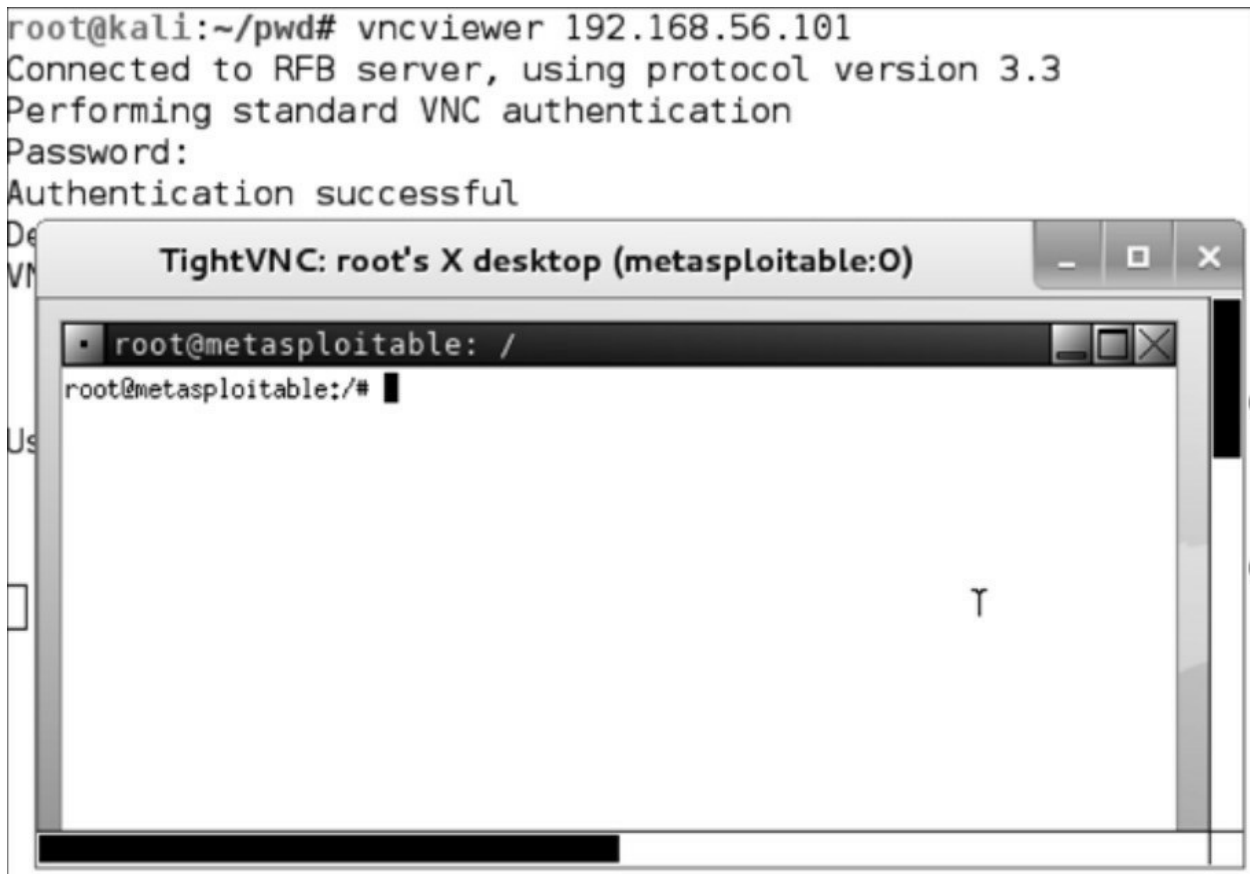 root@kali:~/pwd# vncviewer 192.168.56.101
Connected to RFB server, using protocol version 3.3
Performing standard VNC authentication
Password:
Authentication successful
TightVNC: root's X desktop (metasploitable:0)
root@metasploitable: /
root@metasploitable:/#